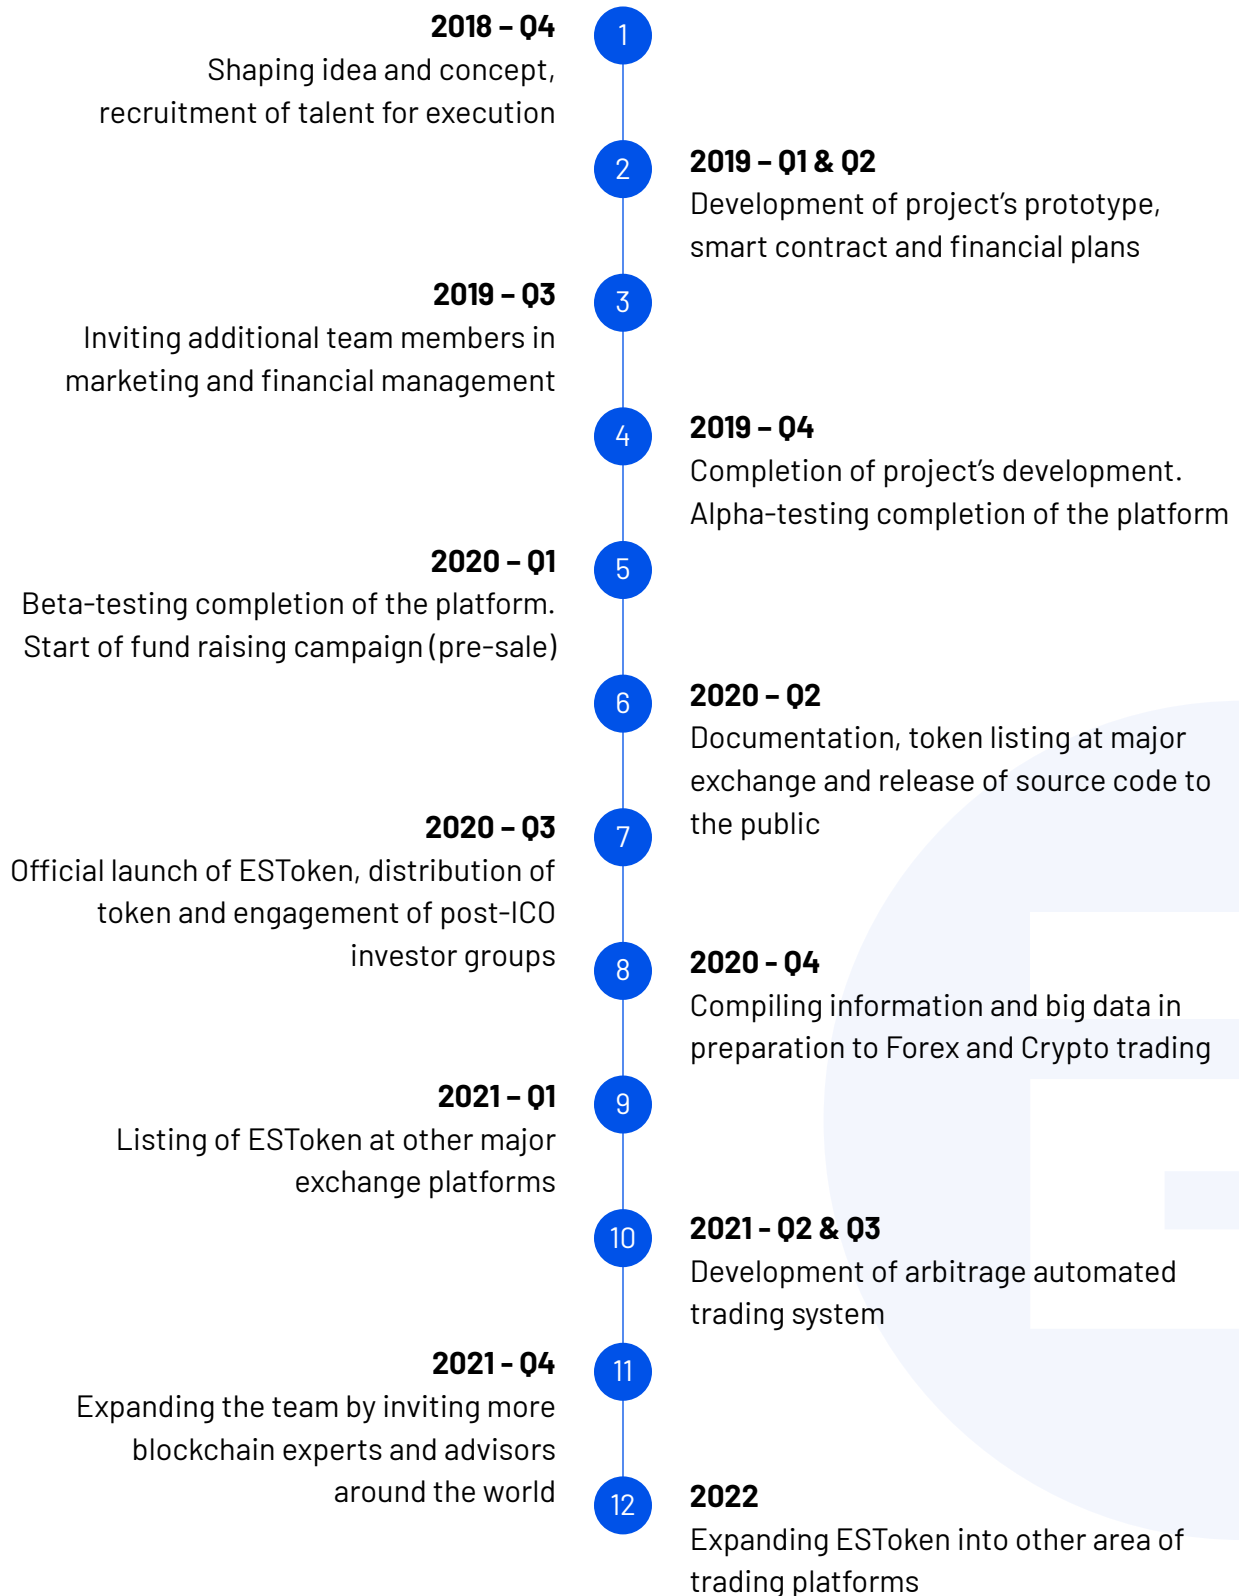 2018 – Q4
1
Shaping idea and concept,
recruitment of talent for execution
2
2019 – Q1 & Q2
Development of project’s prototype,
smart contract and financial plans
2019 – Q3
3
Inviting additional team members in
marketing and financial management
4
2019 – Q4
Completion of project’s development.
Alpha-testing completion of the platform
2020 – Q1
5
Beta-testing completion of the platform.
Start of fund raising campaign (pre-sale)
6
2020 – Q2
Documentation, token listing at major
exchange and release of source code to
the public
2020 – Q3
7
Official launch of ESToken, distribution of
token and engagement of post-ICO
investor groups
8
2020 - Q4
Compiling information and big data in
preparation to Forex and Crypto trading
2021 – Q1
9
Listing of ESToken at other major
exchange platforms
10
2021 - Q2 & Q3
Development of arbitrage automated
trading system
2021 - Q4
11
Expanding the team by inviting more
blockchain experts and advisors
around the world
12
2022
Expanding ESToken into other area of
trading platforms